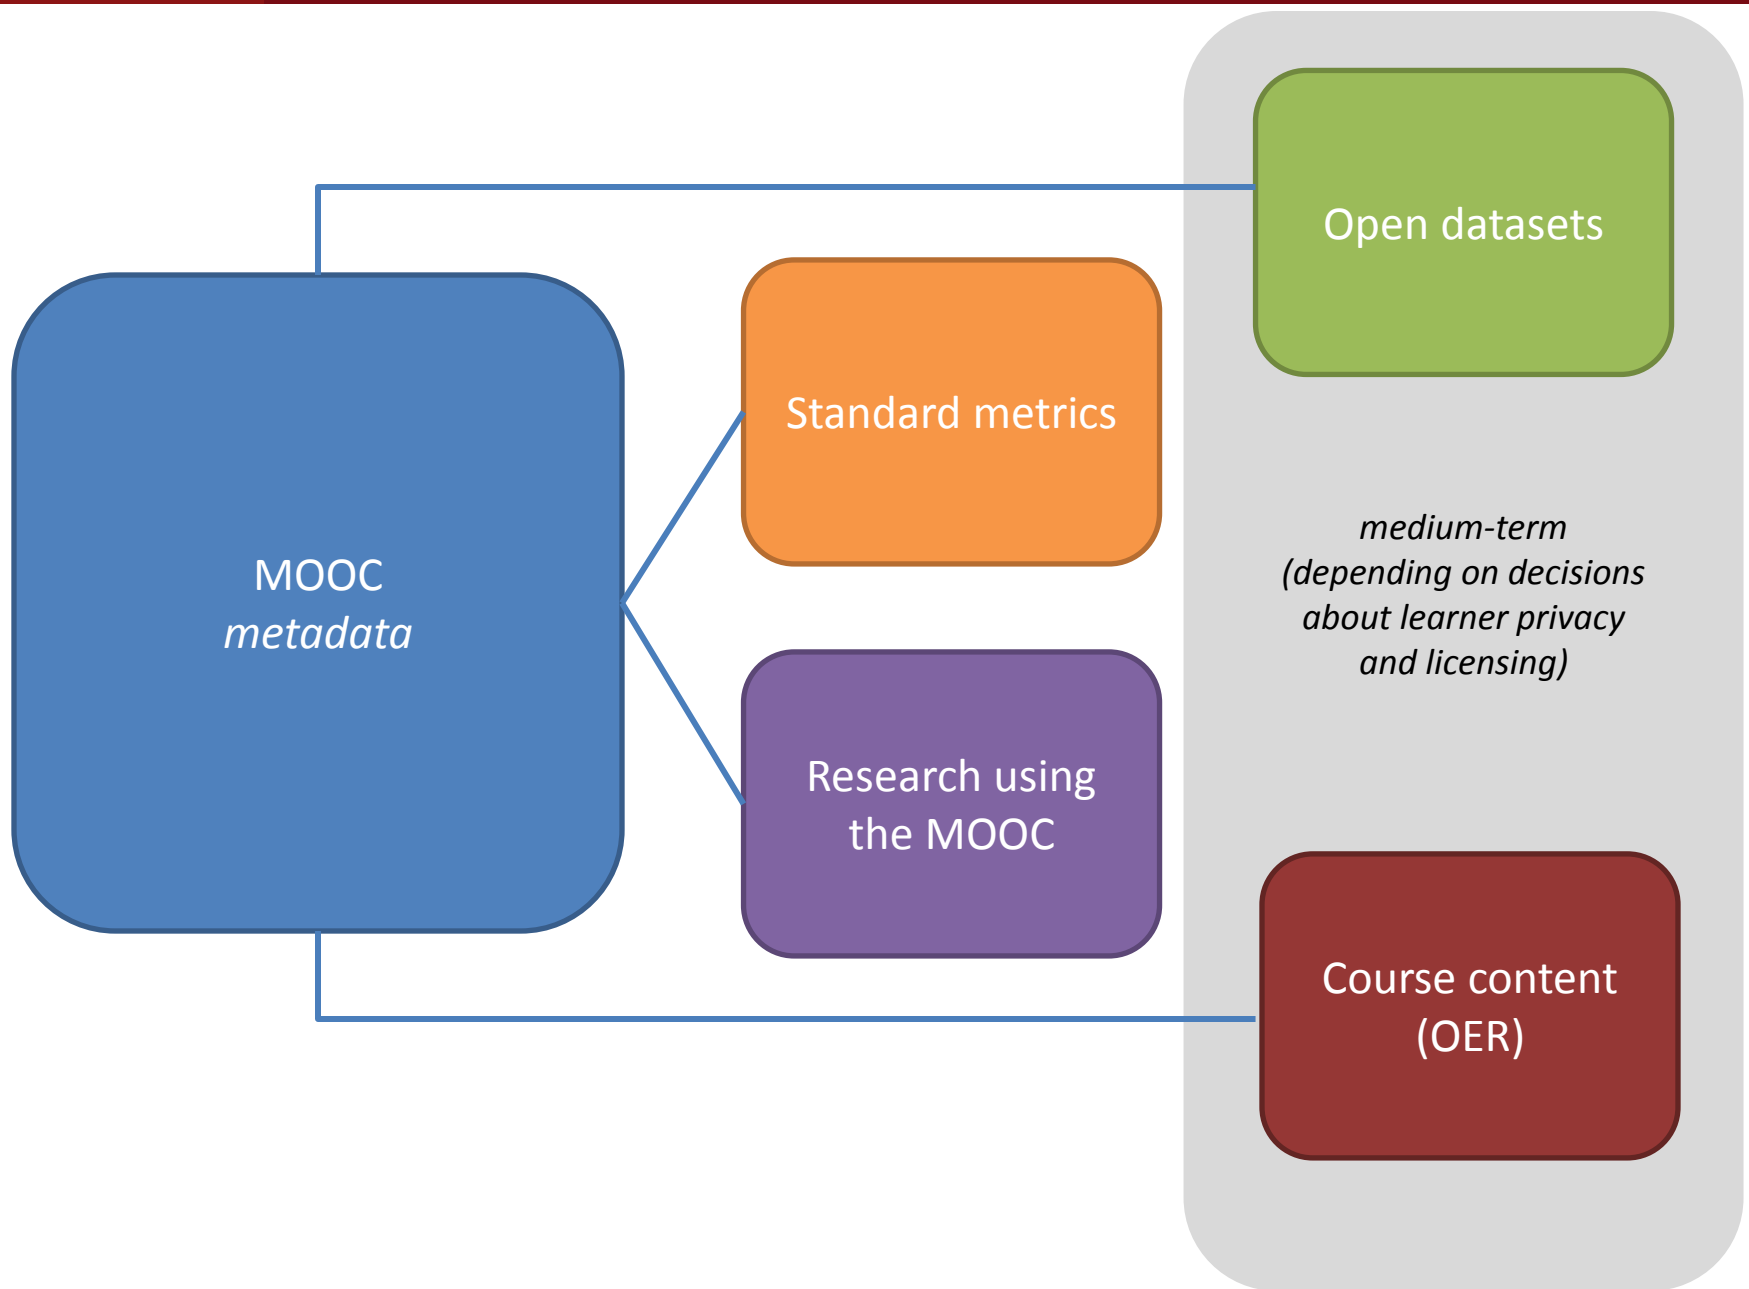 Open datasets
Standard metrics
MOOC
metadata
medium-term
(depending on decisions
about learner privacy
and licensing)
Research using
the MOOC
Course content
(OER)